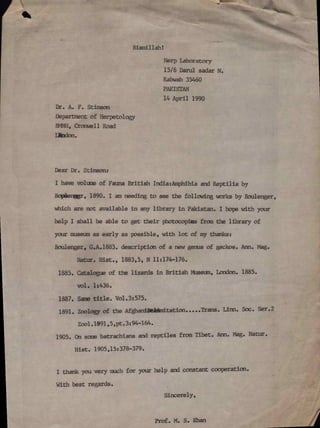 Bismillah!
Herp Laboratory
15/6 Darul sadar N.
Rabwah 35460
PAKISTAN
14 April 1990
Dr. A. F. Stimson
Department of Herpetology
BMNH, Cromwell Road
London.
Dear Dr. Stimson:
I have volume of Fauna British India:Amphibia and Reptilia by
Boulenger, 1890. I am needing to see the following works by Boulenger,
which are not available in any library in Pakistan. I hope with your
help I shall be able to get their photocopies from the library of
your museum as early as possible, with lot of my thanks:
Boulenger, G.A.1883. description of a new genus of geckos. Ann. Mag.
Natur. Hist., 1883,5, N 11:174-176.
1885. Catalogue of the lizards in British Museum, London. 1885.
vol. 1:436.
1887. Same title. Vol.3:575.
1891. Zoology of the Afghan .....Trans. Linn. Soc. Ser.2
Zool.1891,5,pt.3:94-164.
1905. On some batrachians and reptiles from Tibet. Ann. Mag. Natur.
Hist. 1905,15:378-379.
I thank you very much for your help and constant cooperation.
With best regards.
Sincerely,
Prof. M. S. Khan